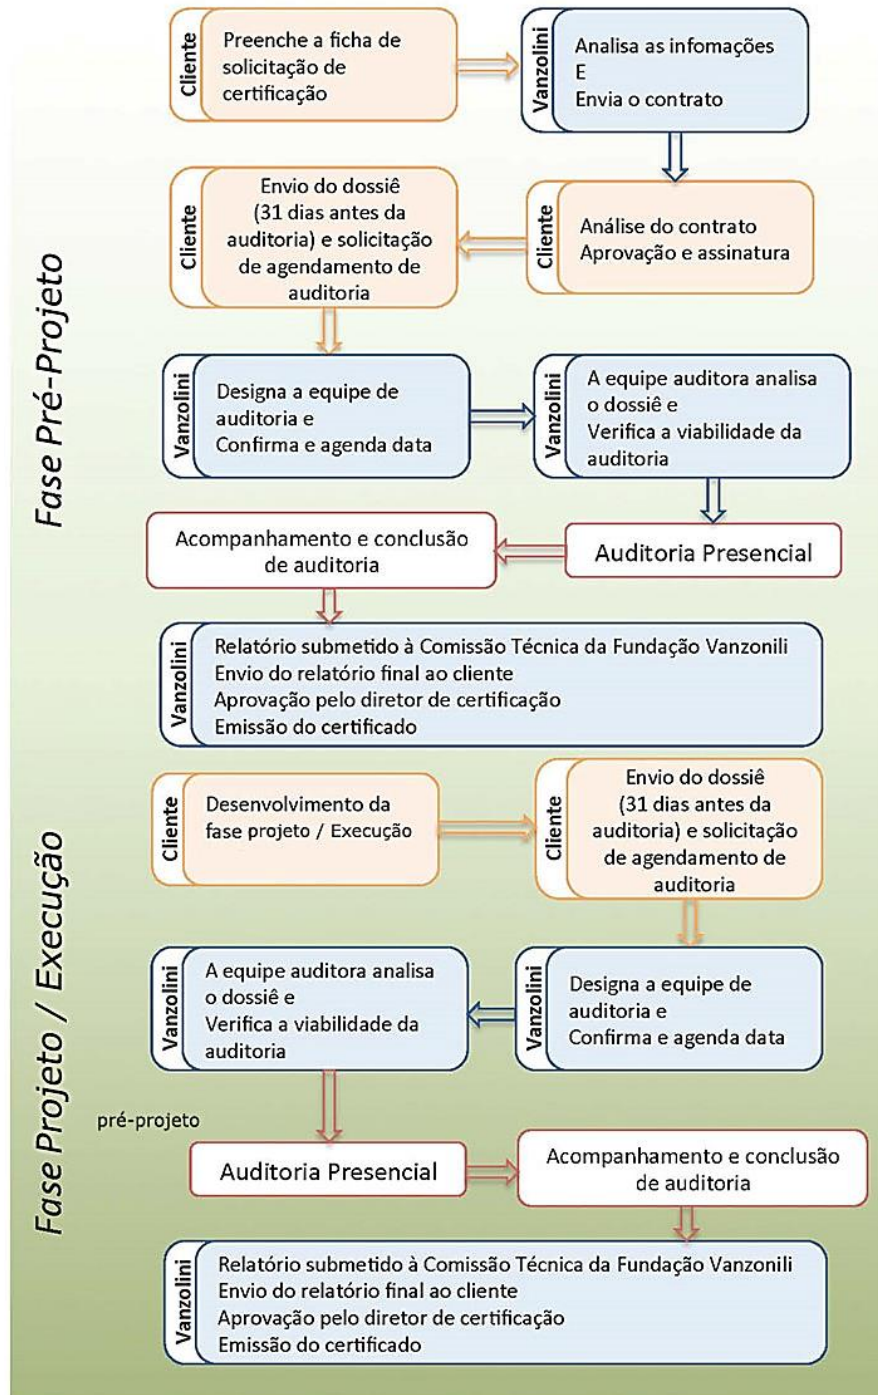 Cliente
Preenche a ficha de
solicitação de
certificação
Vanzolini
Analisa as infomações
E
Envia o contrato
Cliente
Envio do dossiê
(31 dias antes da
auditoria) e solicitação
de agendamento de
auditoria
Cliente
Análise do contrato
Aprovação e assinatura
Fase Pré-Projeto
Vanzolini
Designa a equipe de
auditoria e
Confirma e agenda data
Vanzolini
A equipe auditora analisa
o dossiê e
Verifica a viabilidade da
auditoria
Acompanhamento e conclusão
de auditoria
Auditoria Presencial
Vanzolini
Relatório submetido à Comissão Técnica da Fundação Vanzonili
Envio do relatório final ao cliente
Aprovação pelo diretor de certificação
Emissão do certificado
Fase Projeto / Execução
Cliente
Desenvolvimento da
fase projeto / Execução
Cliente
Envio do dossiê
(31 dias antes da
auditoria) e solicitação
de agendamento de
auditoria
Vanzolini
A equipe auditora analisa
o dossiê e
Verifica a viabilidade da
auditoria
Vanzolini
Designa a equipe de
auditoria e
Confirma e agenda data
pré-projeto
Auditoria Presencial
Acompanhamento e conclusão
de auditoria
Vanzolini
Relatório submetido à Comissão Técnica da Fundação Vanzonili
Envio do relatório final ao cliente
Aprovação pelo diretor de certificação
Emissão do certificado